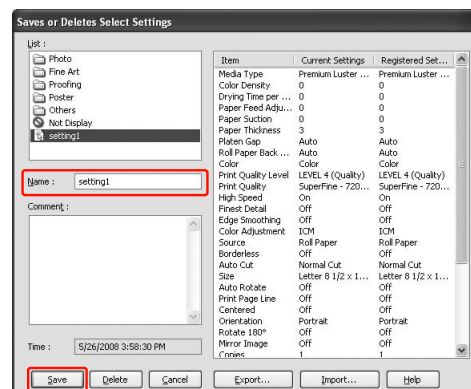 Saves or Deletes Select Settings
List :
Photo
Fine Art
Proofing
Poster
Others
Not Display
setting1
Name : setting1
Comment :
Time : 5/26/2008 3:58:30 PM
Item Current Settings Registered Set...
Media Type Premium Luster ... Premium Luster ...
Color Density 0 0
Drying Time per ... 0 0
Paper Feed Adju... 0 0
Paper Suction 0 0
Paper Thickness 3 3
Platen Gap Auto Auto
Roll Paper Back ... Auto Auto
Color Color Color
Print Quality Level LEVEL 4 (Quality) LEVEL 4 (Quality)
Print Quality SuperFine - 720... SuperFine - 720...
High Speed On On
Finest Detail Off Off
Edge Smoothing Off Off
Color Adjustment ICM ICM
Source Roll Paper Roll Paper
Borderless Off Off
Auto Cut Normal Cut Normal Cut
Size Letter 8 1/2 x 1... Letter 8 1/2 x 1...
Auto Rotate Off Off
Print Page Line Off Off
Centered Off Off
Orientation Portrait Portrait
Rotate 180° Off Off
Mirror Image Off Off
Copies 1 1
Save Delete Cancel Export... Import... Help